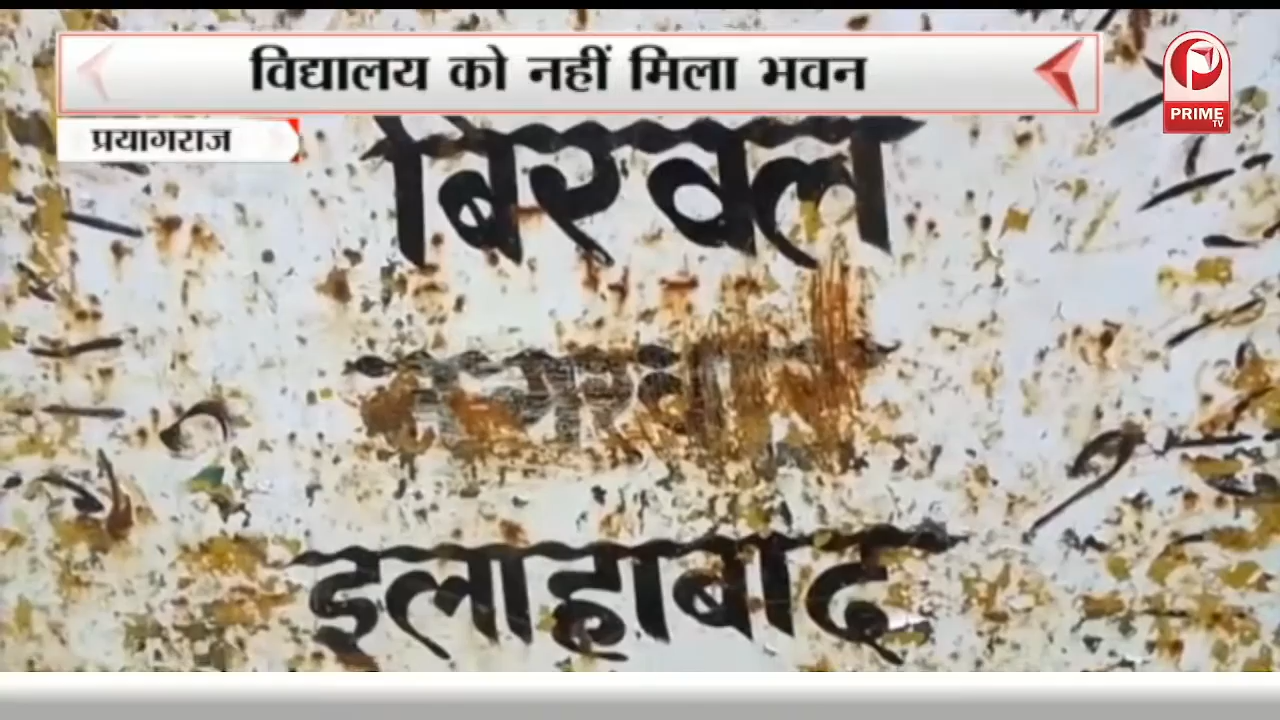 विद्यालय को नहीं मिला भवन
प्रयागराज
PRIME
TV
बिरवल
इलाहाबाद